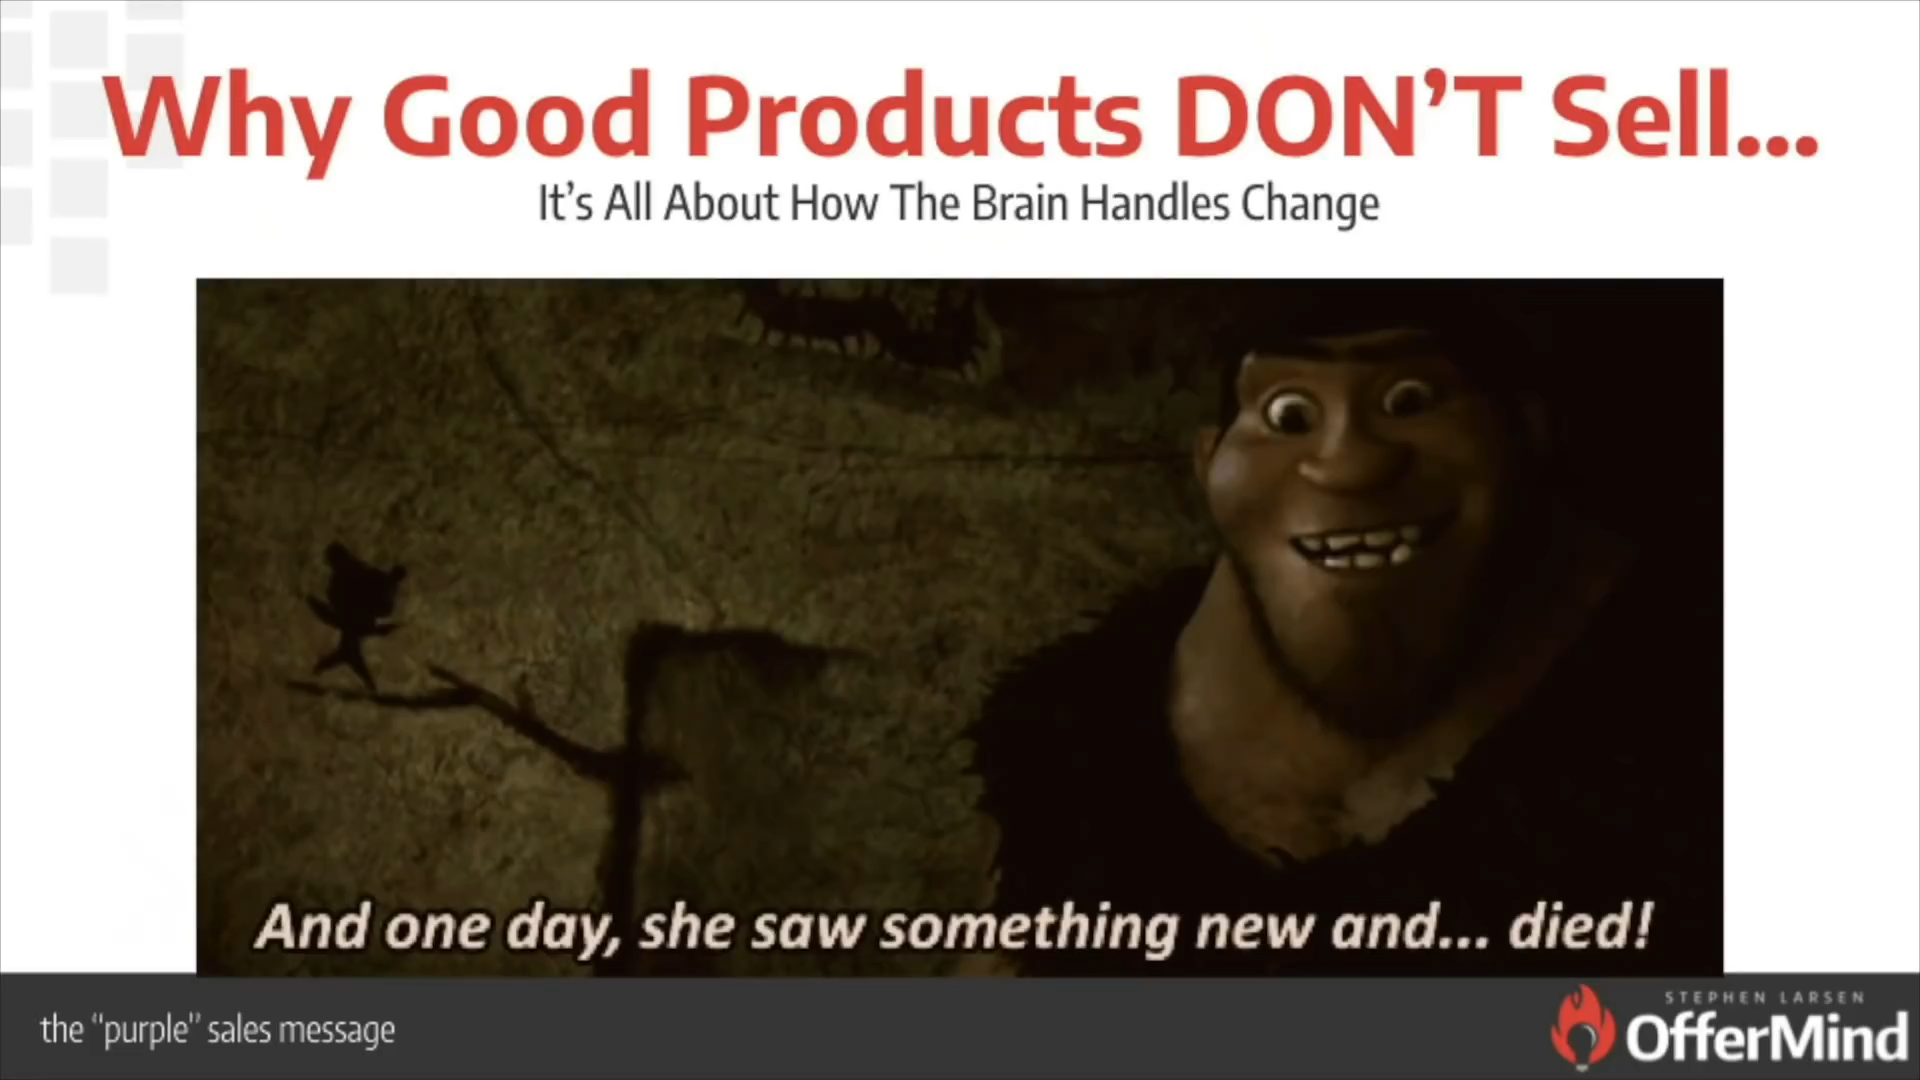 Why Good Products DON’T Sell...
It’s All About How The Brain Handles Change
And one day, she saw something new and... died!
the “purple” sales message
STEPHEN LARSEN
OfferMind